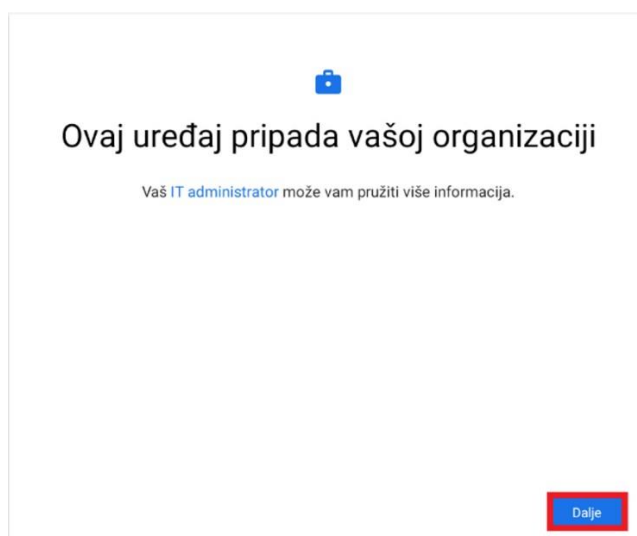 Ovaj uređaj pripada vašoj organizaciji
Vaš IT administrator može vam pružiti više informacija.
Dalje